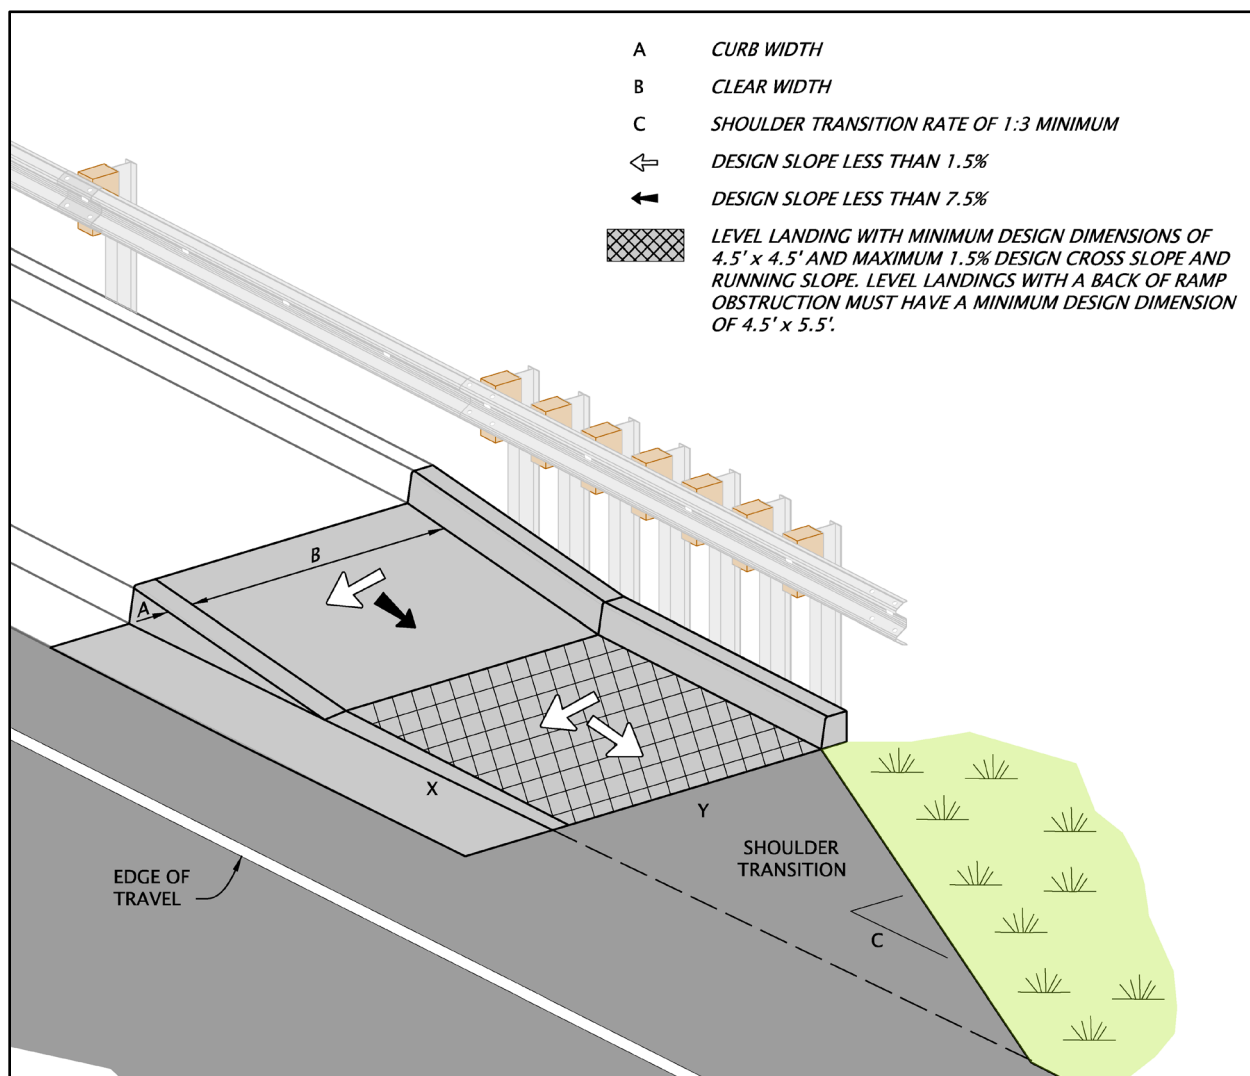 A CURB WIDTH
B CLEAR WIDTH
C SHOULDER TRANSITION RATE OF 1:3 MINIMUM
DESIGN SLOPE LESS THAN 1.5%
DESIGN SLOPE LESS THAN 7.5%
LEVEL LANDING WITH MINIMUM DESIGN DIMENSIONS OF
4.5' x 4.5' AND MAXIMUM 1.5% DESIGN CROSS SLOPE AND
RUNNING SLOPE. LEVEL LANDINGS WITH A BACK OF RAMP
OBSTRUCTION MUST HAVE A MINIMUM DESIGN DIMENSION
OF 4.5' x 5.5'.
B
A
X
Y
SHOULDER
TRANSITION
EDGE OF
TRAVEL
C